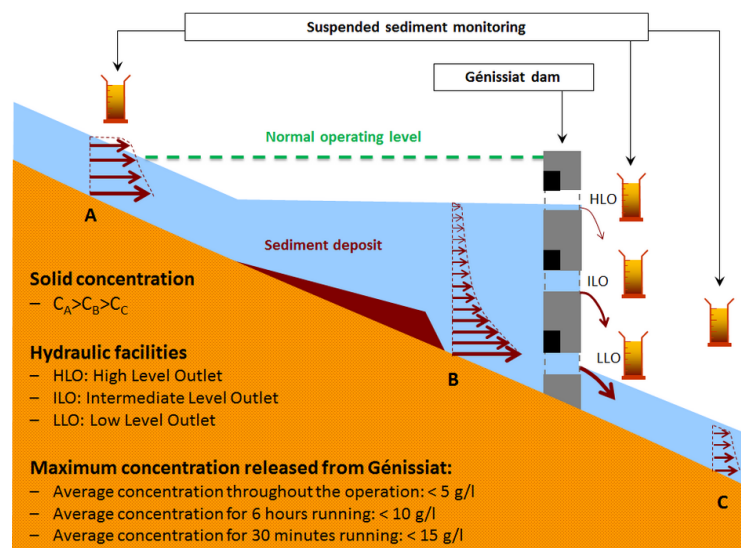 Suspended sediment monitoring
Génissiat dam
Normal operating level
HLO
A
Sediment deposit
ILO
Solid concentration
– CA>CB>CC
LLO
Hydraulic facilities
– HLO: High Level Outlet
B
– ILO: Intermediate Level Outlet
– LLO: Low Level Outlet
Maximum concentration released from Génissiat:
– Average concentration throughout the operation: < 5 g/l
C
– Average concentration for 6 hours running: < 10 g/l
– Average concentration for 30 minutes running: < 15 g/l